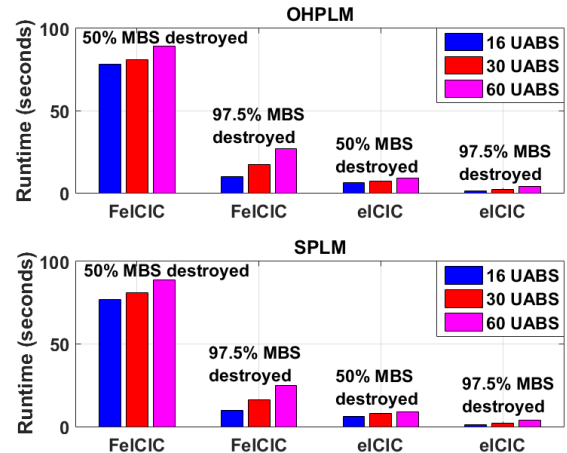 OHPLM
Runtime (seconds)
100
50
0
50% MBS destroyed
97.5% MBS
destroyed
50% MBS
destroyed
97.5% MBS
destroyed
16 UABS
30 UABS
60 UABS
FeICIC
FeICIC
eICIC
eICIC
SPLM
Runtime (seconds)
100
50
0
50% MBS destroyed
97.5% MBS
destroyed
50% MBS
destroyed
97.5% MBS
destroyed
16 UABS
30 UABS
60 UABS
FeICIC
FeICIC
eICIC
eICIC